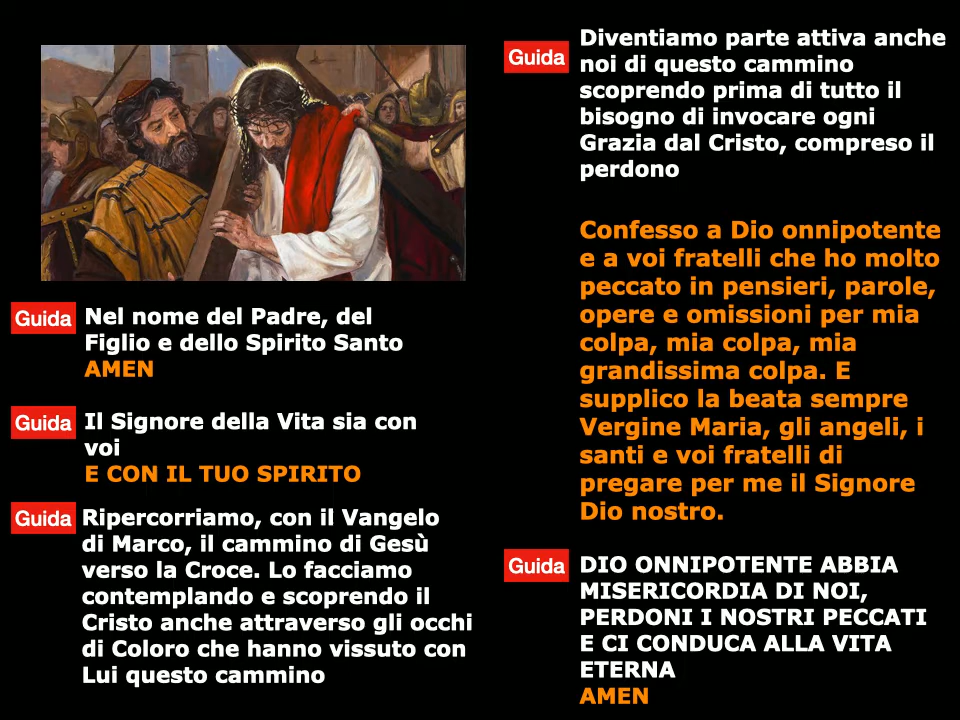 Guida
Nel nome del Padre, del
Figlio e dello Spirito Santo
AMEN
Guida
Il Signore della Vita sia con
voi
E CON IL TUO SPIRITO
Guida
Ripercorriamo, con il Vangelo
di Marco, il cammino di Gesù
verso la Croce. Lo facciamo
contemplando e scoprendo il
Cristo anche attraverso gli occhi
di Coloro che hanno vissuto con
Lui questo cammino
Guida
Diventiamo parte attiva anche
noi di questo cammino
scoprendo prima di tutto il
bisogno di invocare ogni
Grazia dal Cristo, compreso il
perdono
Confesso a Dio onnipotente
e a voi fratelli che ho molto
peccato in pensieri, parole,
opere e omissioni per mia
colpa, mia colpa, mia
grandissima colpa. E
supplico la beata sempre
Vergine Maria, gli angeli, i
santi e voi fratelli di
pregare per me il Signore
Dio nostro.
Guida
DIO ONNIPOTENTE ABBIA
MISERICORDIA DI NOI,
PERDONI I NOSTRI PECCATI
E CI CONDUCA ALLA VITA
ETERNA
AMEN